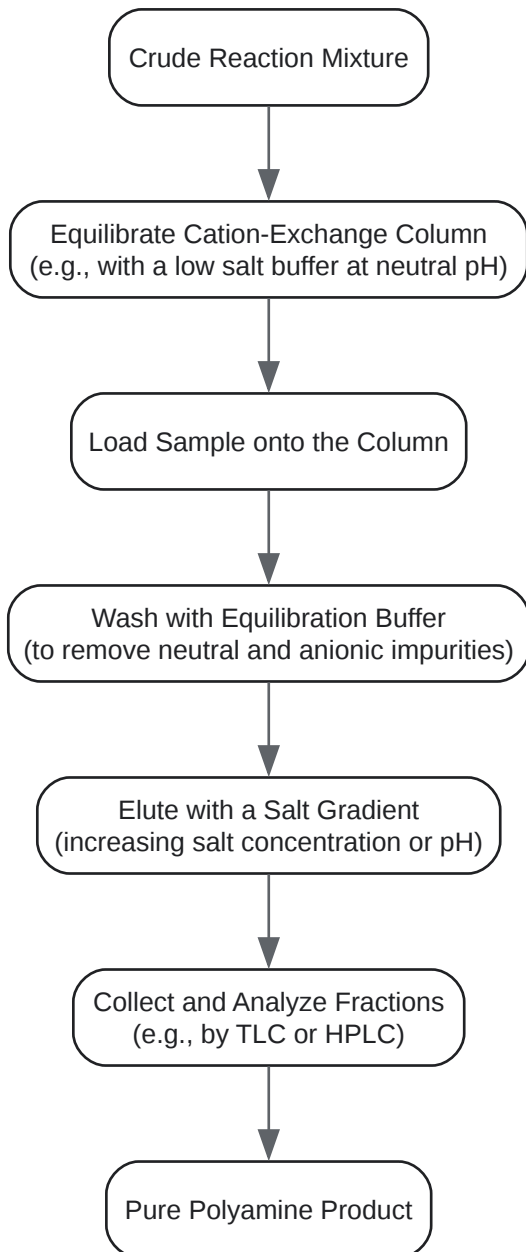 Crude Reaction Mixture
Equilibrate Cation-Exchange Column
(e.g., with a low salt buffer at neutral pH)
Load Sample onto the Column
Wash with Equilibration Buffer
(to remove neutral and anionic impurities)
Elute with a Salt Gradient
(increasing salt concentration or pH)
Collect and Analyze Fractions
(e.g., by TLC or HPLC)
Pure Polyamine Product